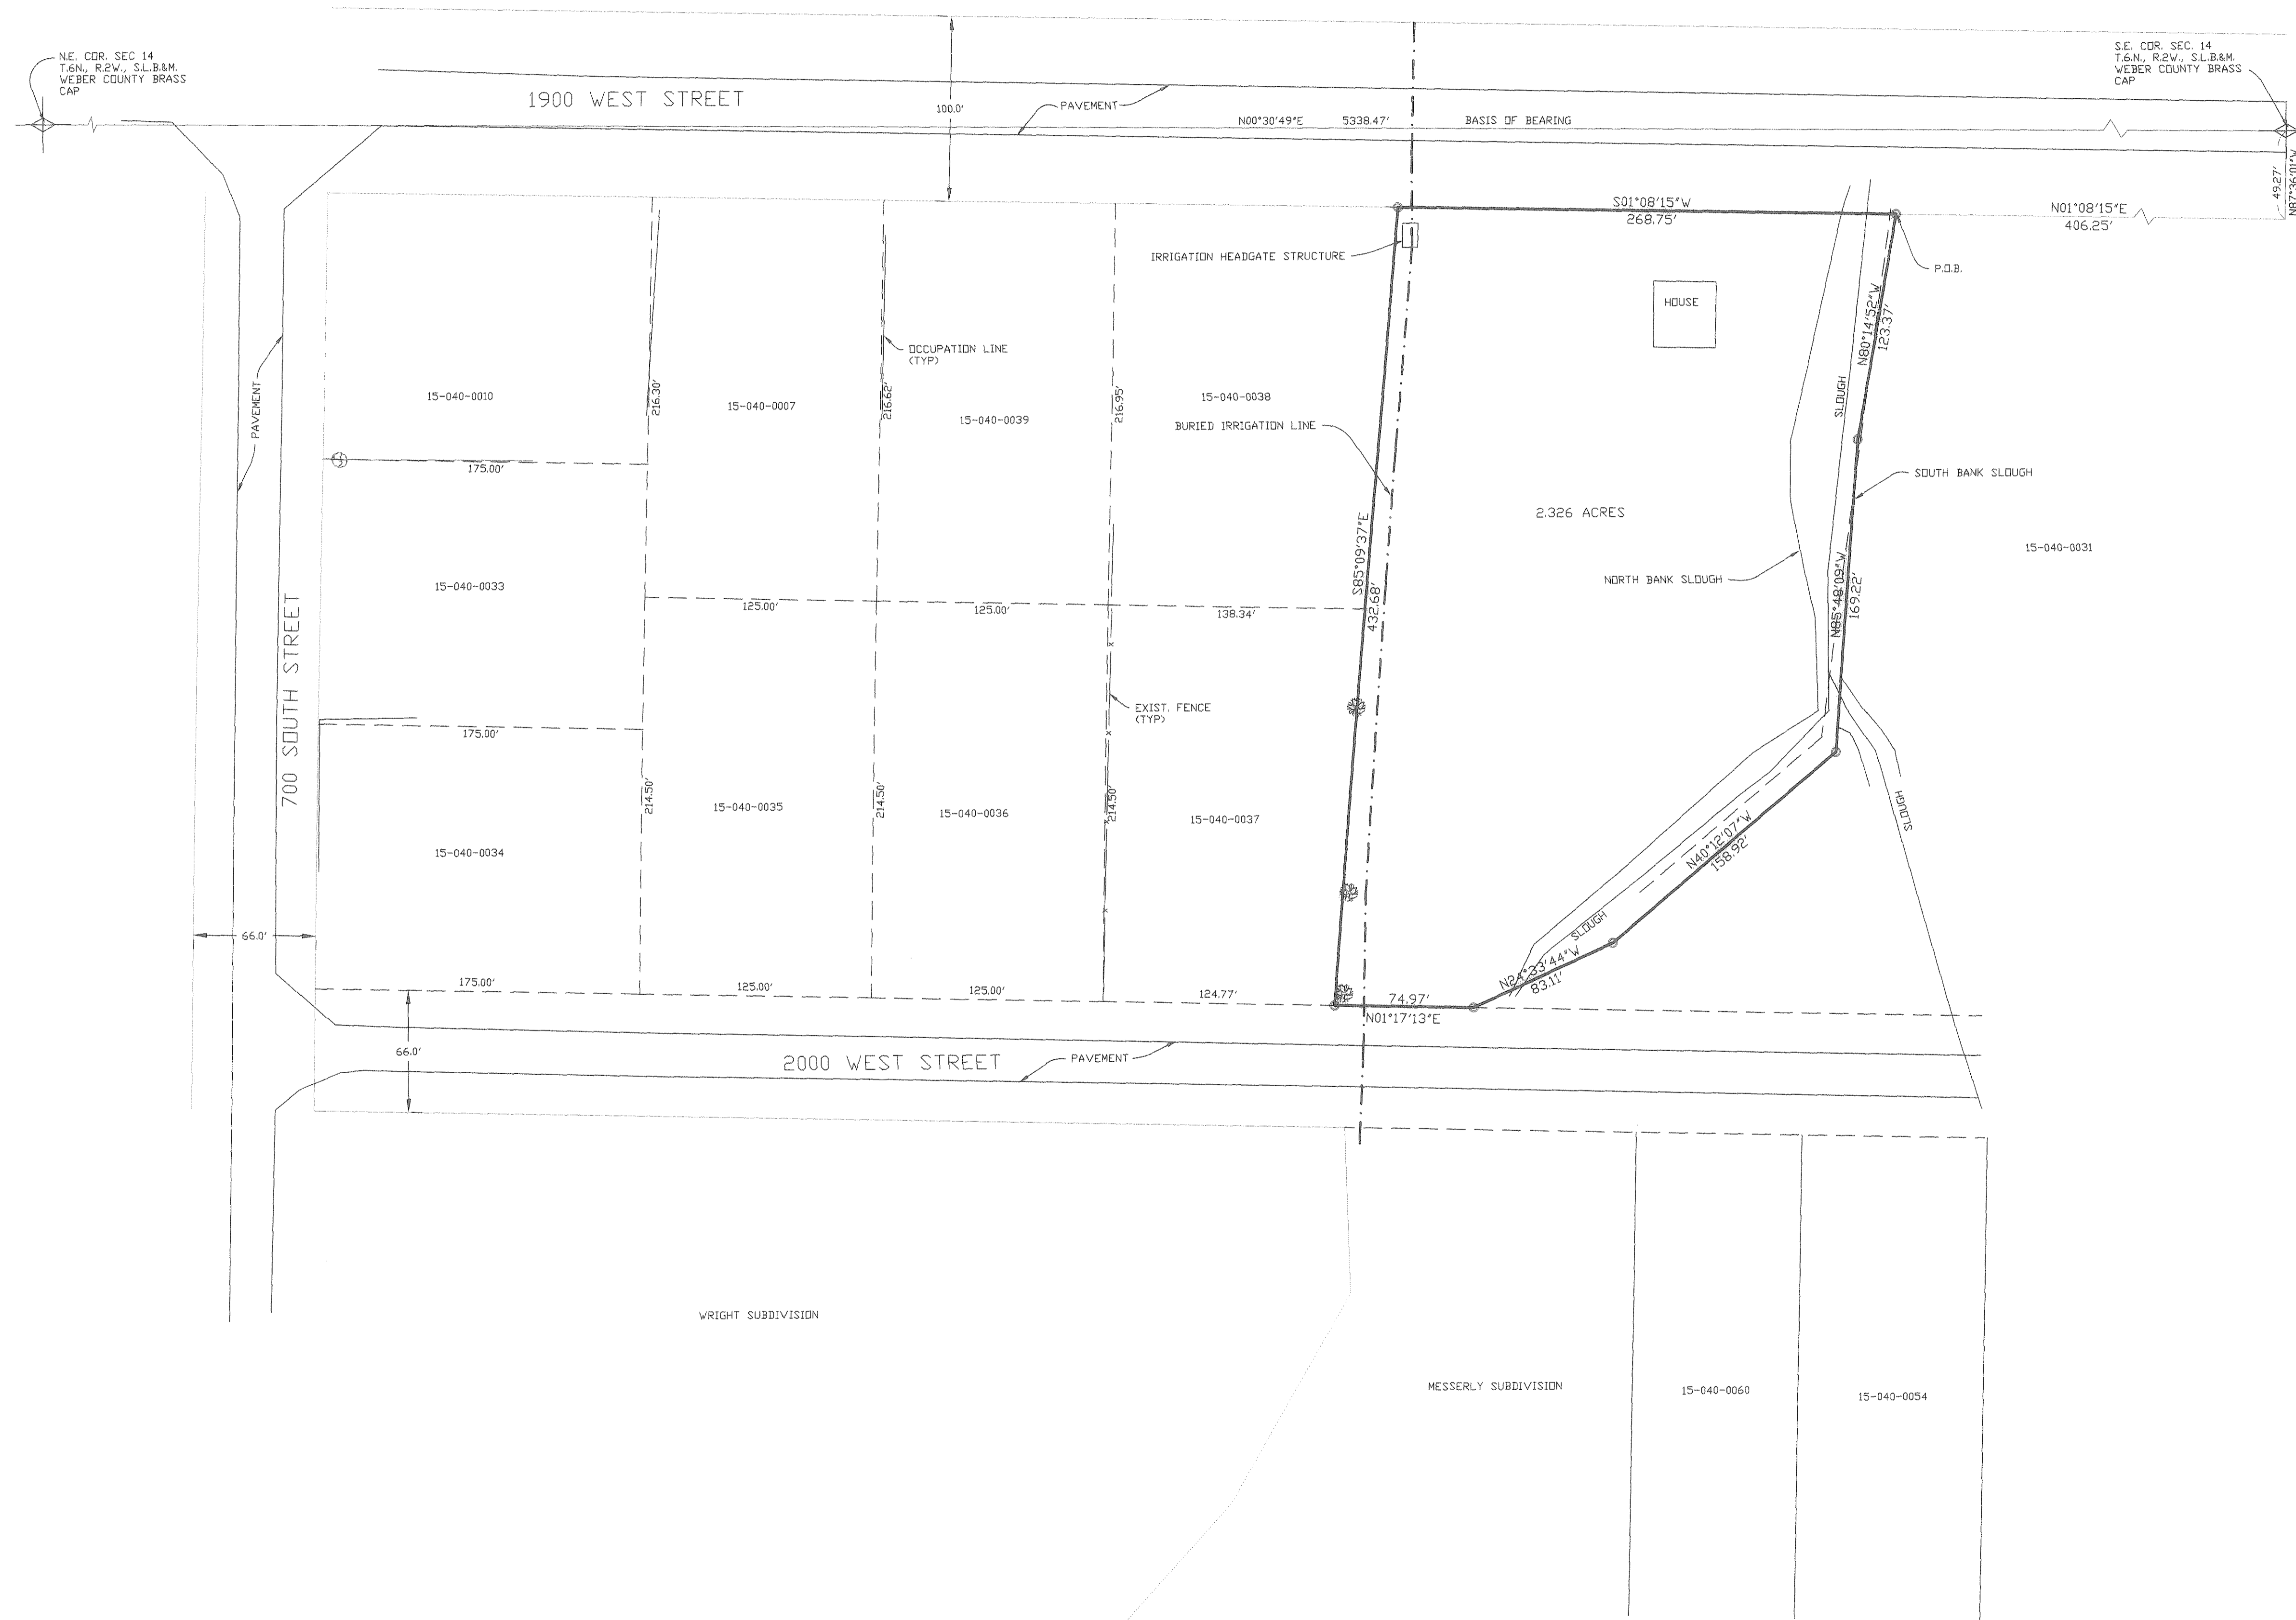 N.E. COR. SEC 14
T.6N., R.2W., S.L.B.&M.
WEBER COUNTY BRASS
CAP
S.E. COR. SEC. 14
T.6.N., R.2W., S.L.B.&M.
WEBER COUNTY BRASS
CAP
1900 WEST STREET
100.0'
PAVEMENT
N00°30'49"E 5338.47' BASIS OF BEARING
49.27'
N87°36'01"W
S01°08'15"W
268.75'
N01°08'15"E
406.25'
IRRIGATION HEADGATE STRUCTURE
P.O.B.
HOUSE
N80°14'52"W
123.37'
OCCUPATION LINE
(TYP)
PAVEMENT
15-040-0010
216.30'
15-040-0007
216.62'
15-040-0039
216.95'
15-040-0038
BURIED IRRIGATION LINE
SLOUGH
SOUTH BANK SLOUGH
175.00'
2.326 ACRES
15-040-0031
S85°09'37"E
432.68'
NORTH BANK SLOUGH
N85°48'09"W
169.22'
15-040-0033
125.00'
125.00'
138.34'
700 SOUTH STREET
EXIST. FENCE
(TYP)
175.00'
214.50'
15-040-0035
214.50'
15-040-0036
214.50'
15-040-0037
SLOUGH
15-040-0034
N40°12'07"W
158.92'
SLOUGH
66.0'
N24°33'44"W
83.11'
175.00'
125.00'
125.00'
124.77'
74.97'
N01°17'13"E
66.0'
2000 WEST STREET
PAVEMENT
WRIGHT SUBDIVISION
MESSERLY SUBDIVISION
15-040-0060
15-040-0054